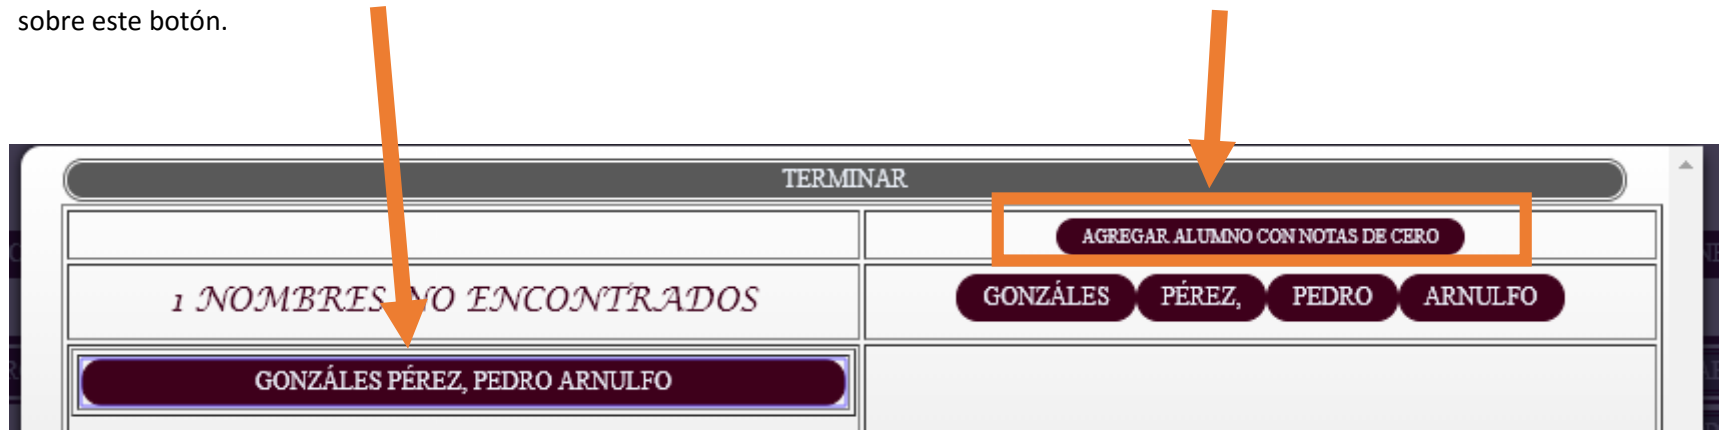 sobre este botón.
TERMINAR
AGREGAR ALUMNO CON NOTAS DE CERO
1 NOMBRES NO ENCONTRADOS
GONZÁLES PÉREZ, PEDRO ARNULFO
GONZÁLES PÉREZ, PEDRO ARNULFO